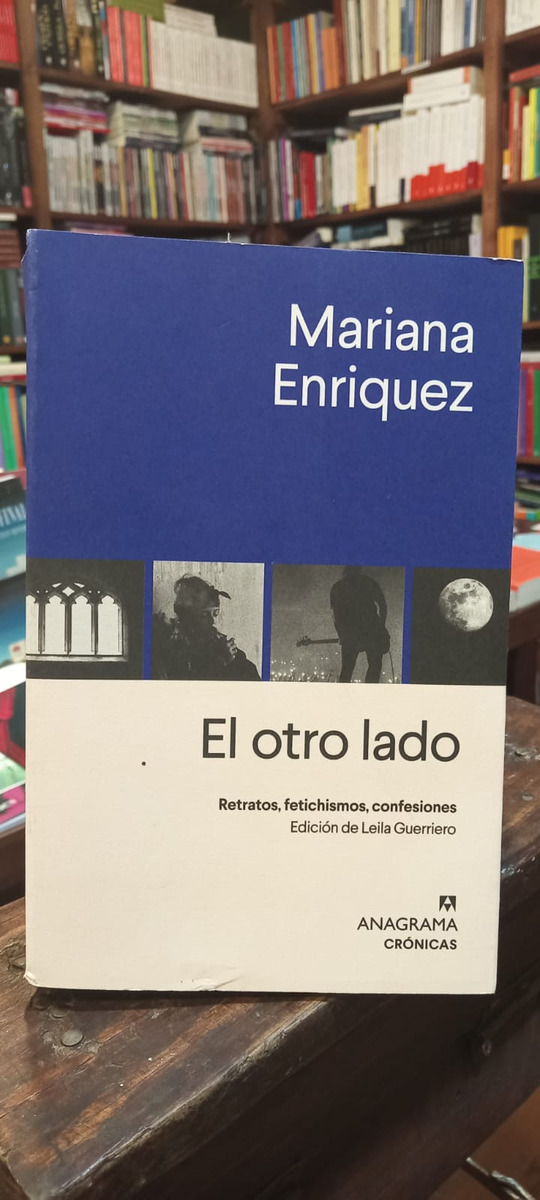 Mariana
Enriquez
El otro lado
Retratos, fetichismos, confesiones
Edición de Leila Guerriero
ANAGRAMA
CRÓNICAS